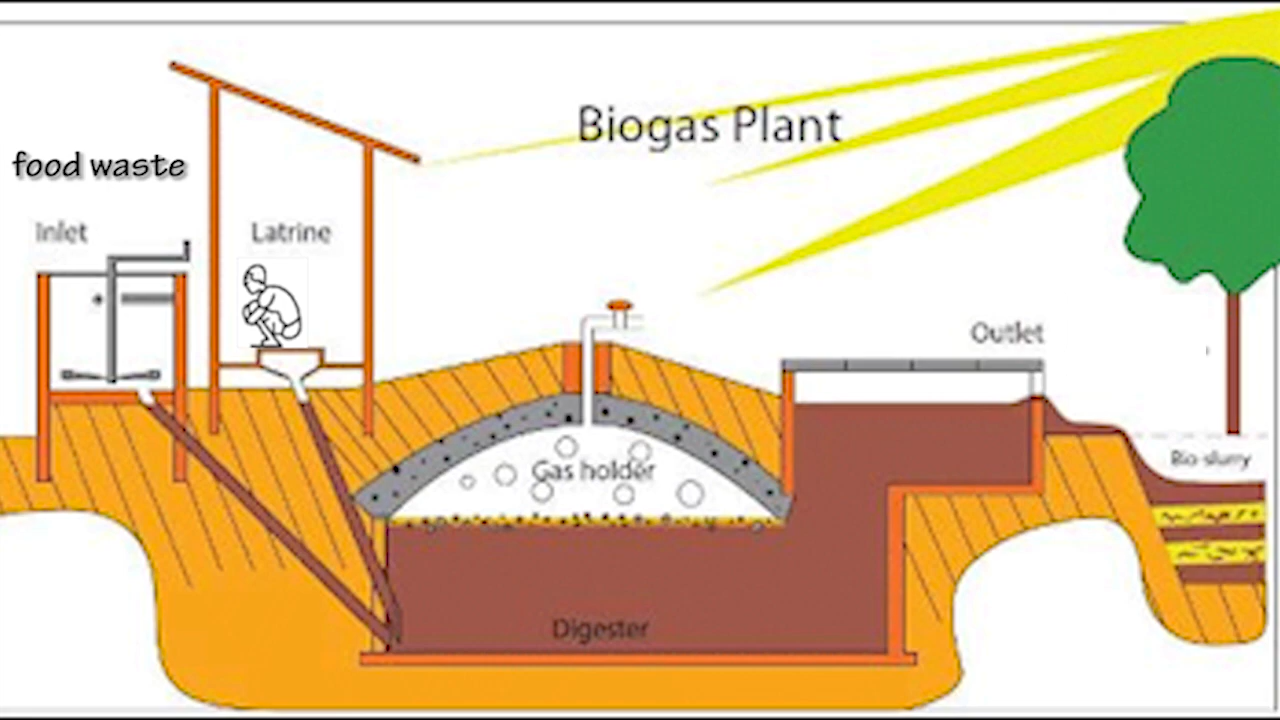 Biogas Plant
food waste
Inlet
Latrine
Outlet
Gas holder
Bio-slurry
Digester